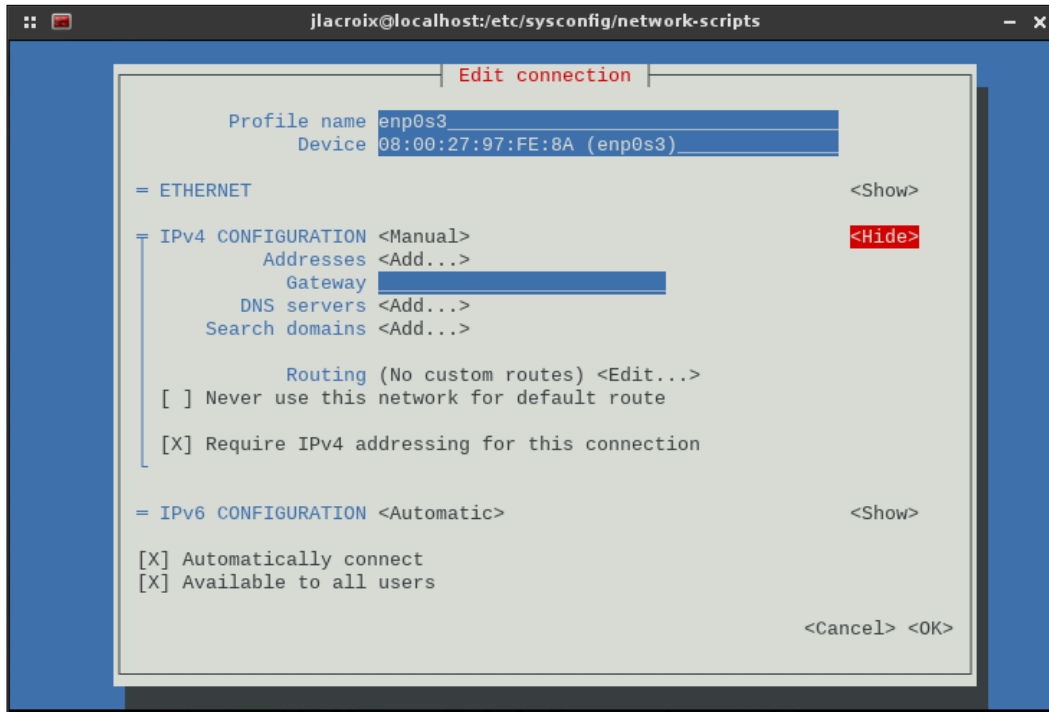 jlacroix@localhost:/etc/sysconfig/network-scripts
Edit connection
Profile name enp0s3
Device 08:00:27:97:FE:8A (enp0s3)
= ETHERNET <Show>
IPv4 CONFIGURATION <Manual> <Hide>
Addresses <Add...>
Gateway
DNS servers <Add...>
Search domains <Add...>
Routing (No custom routes) <Edit...>
[ ] Never use this network for default route
[X] Require IPv4 addressing for this connection
= IPv6 CONFIGURATION <Automatic> <Show>
[X] Automatically connect
[X] Available to all users
<Cancel> <OK>